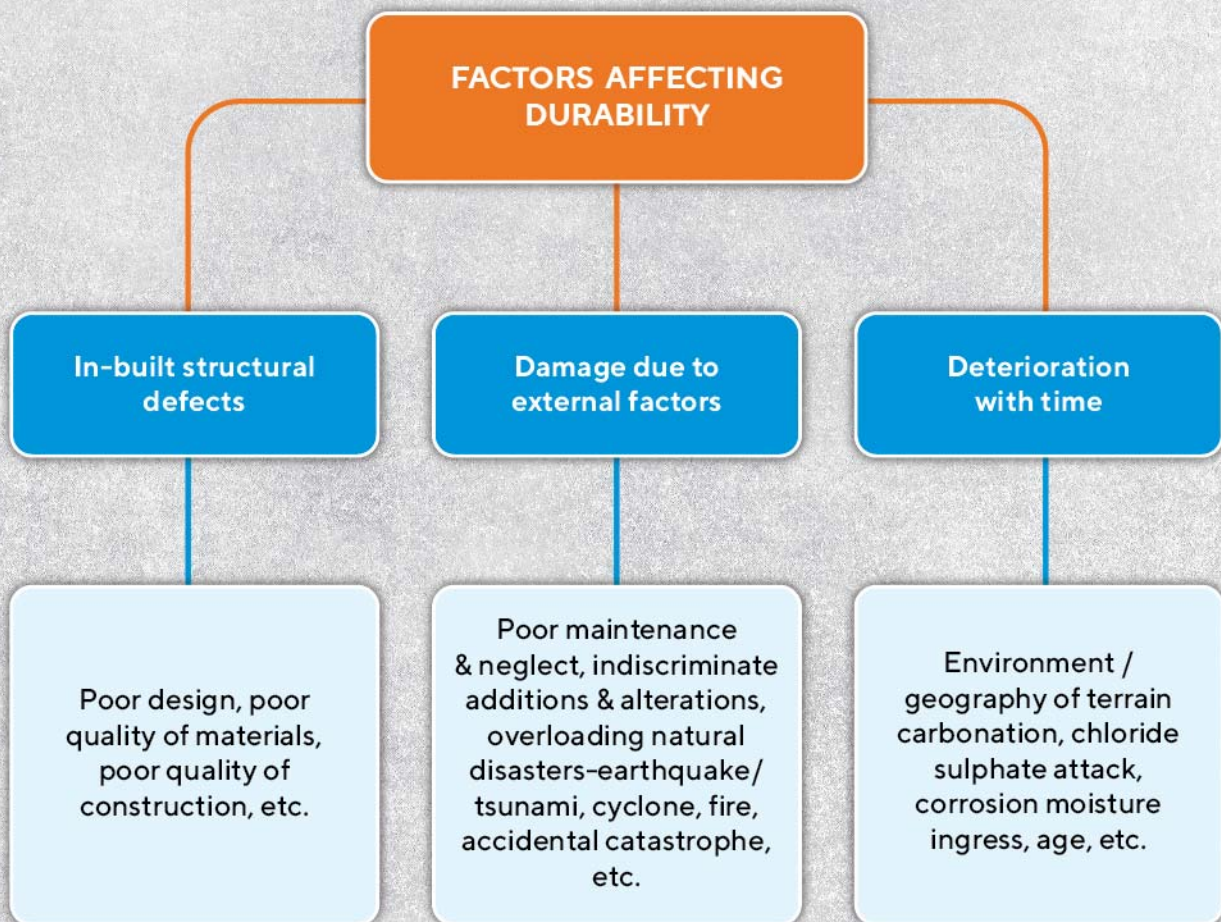 FACTORS AFFECTING
DURABILITY
In-built structural
defects
Damage due to
external factors
Deterioration
with time
Poor design, poor
quality of materials,
poor quality of
construction, etc.
Poor maintenance
& neglect, indiscriminate
additions & alterations,
overloading natural
disasters-earthquake/
tsunami, cyclone, fire,
accidental catastrophe,
etc.
Environment /
geography of terrain
carbonation, chloride
sulphate attack,
corrosion moisture
ingress, age, etc.